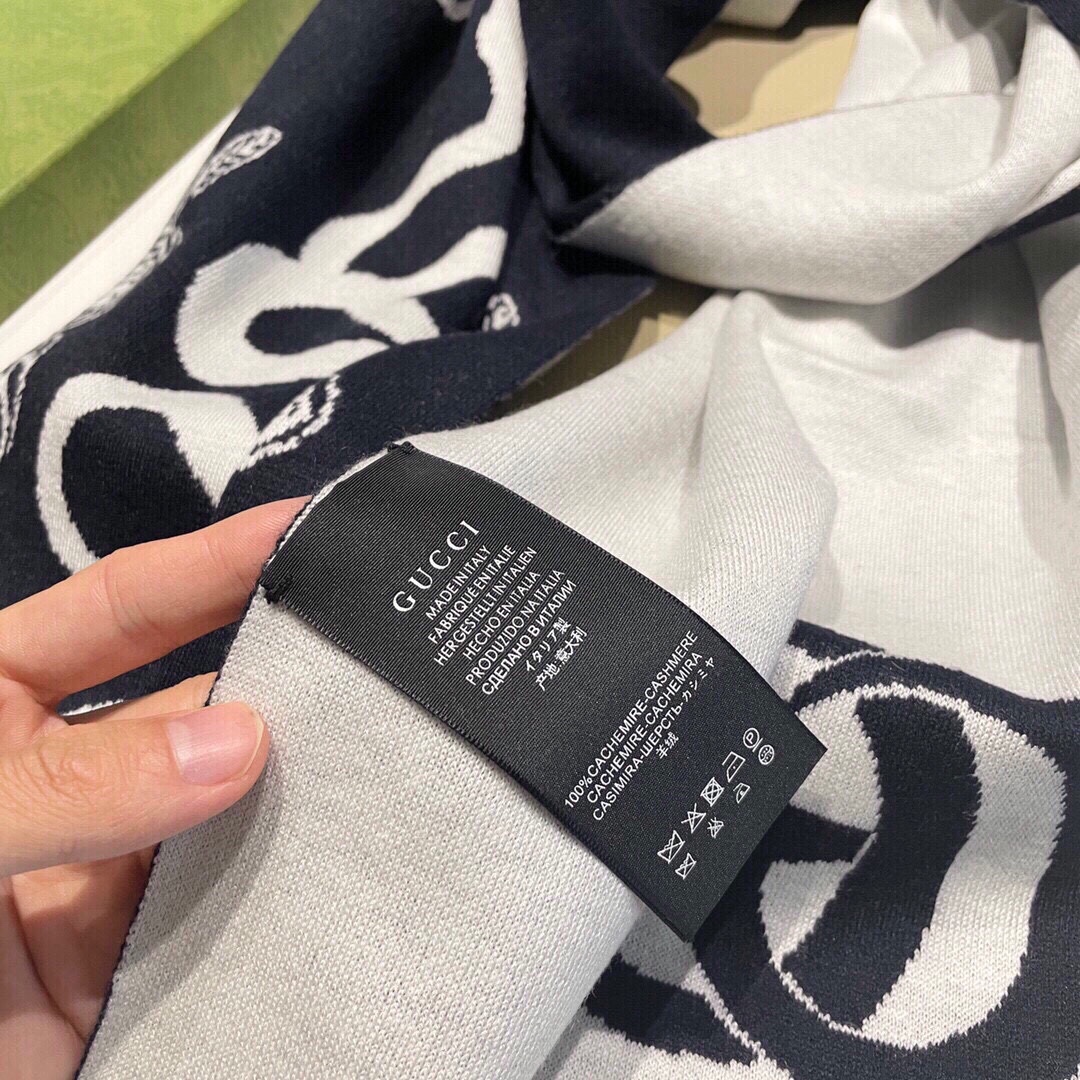 GUCCI
MADE IN ITALY
FABRIQUE EN ITALIE
HERGESTELLT IN ITALIEN
HECHO EN ITALIA
PRODUZIDO NA ITALIA
СДЕЛАНО В ИТАЛИИ
イタリア製
产地:意大利
100%CACHEMIRE-CASHMERE
CACHEMIRE-CACHEMIRA
CASIMIRA-ШЕРСТЬ-カシミヤ
羊绒